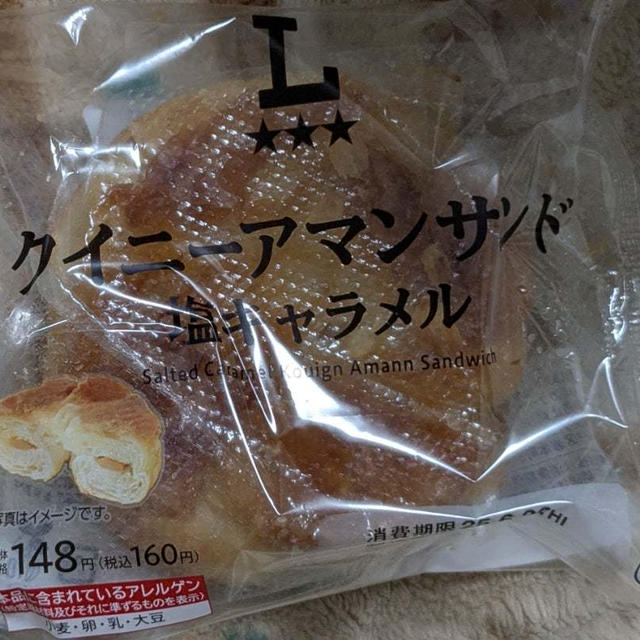 L
★★★
クイニーアマンサンド
塩キャラメル
Salted Caramel Kouign Amann Sandwich
写真はイメージです。
148円(税込160円)
消費期限
本品に含まれているアレルゲン
小麦・卵・乳・大豆